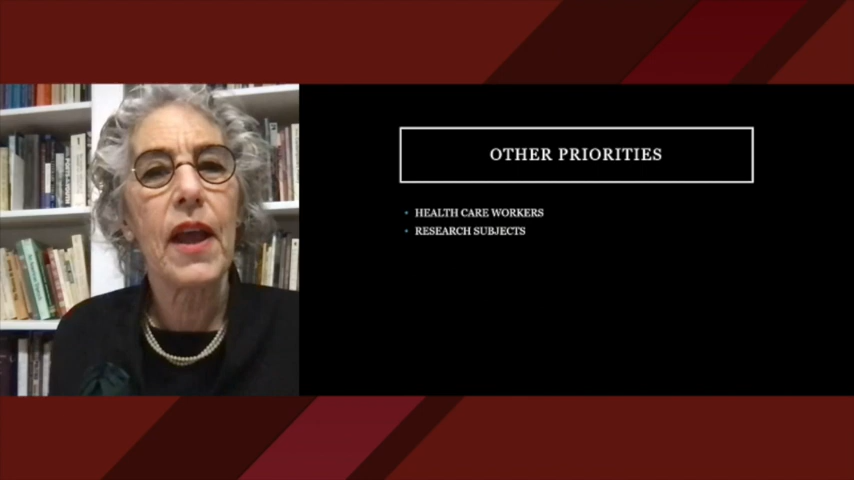 OTHER PRIORITIES
HEALTH CARE WORKERS
RESEARCH SUBJECTS